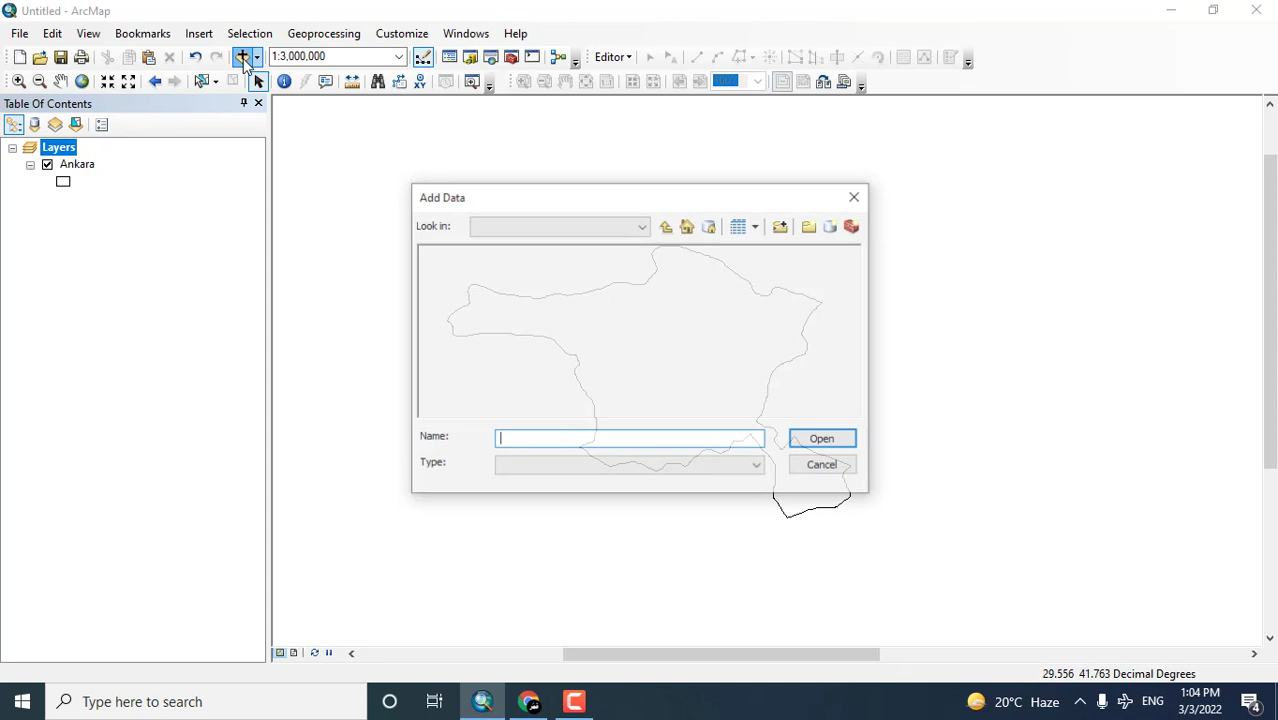 Untitled - ArcMap
File Edit View Bookmarks Insert Selection Geoprocessing Customize Windows Help
1:3,000,000
Editor
XY
Table Of Contents
Layers
Ankara
Add Data
Look in:
Name:
Open
Type:
Cancel
29.556 41.763 Decimal Degrees
Type here to search
20°C Haze
ENG
1:04 PM
3/3/2022
4